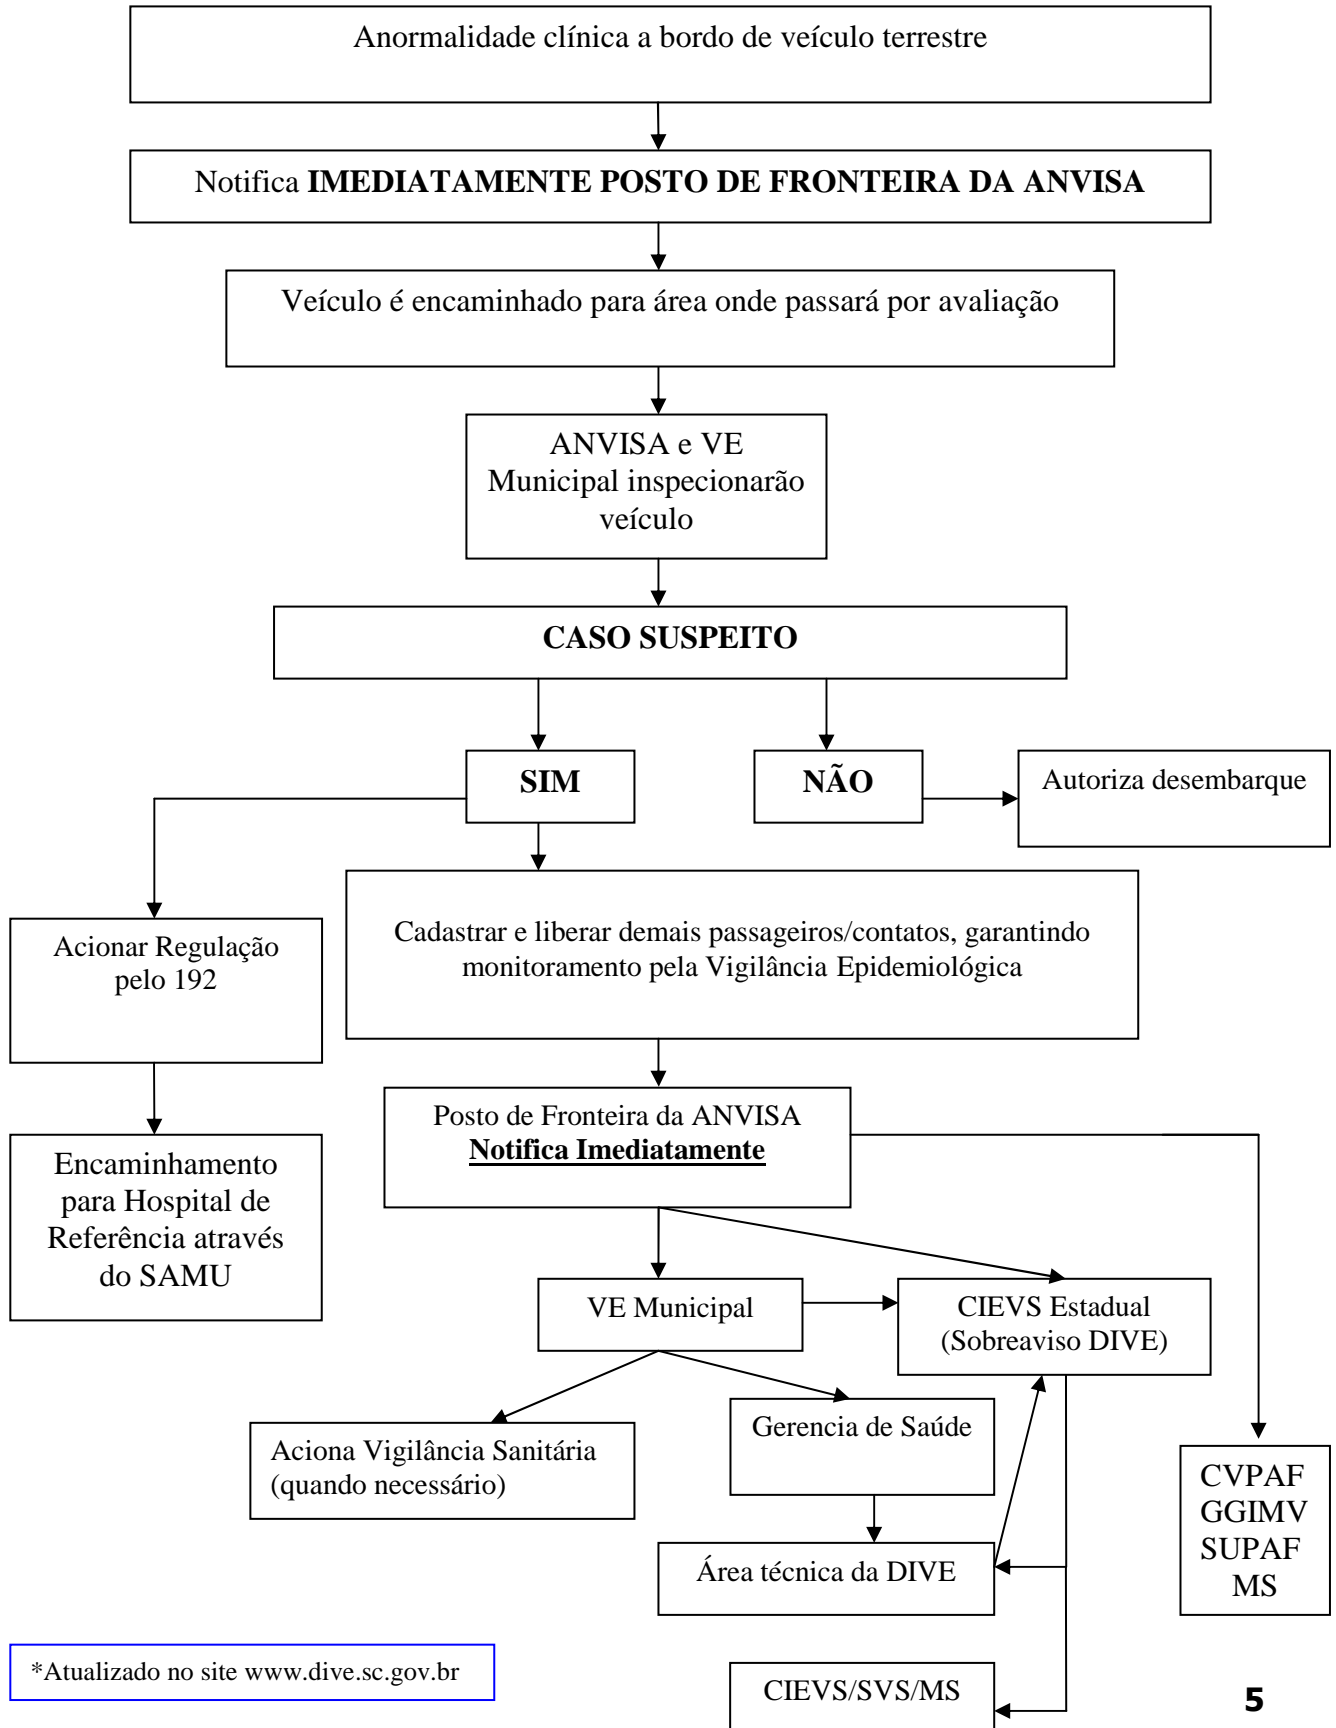 Anormalidade clínica a bordo de veículo terrestre
Notifica IMEDIATAMENTE POSTO DE FRONTEIRA DA ANVISA
Veículo é encaminhado para área onde passará por avaliação
ANVISA e VE
Municipal inspecionarão
veículo
CASO SUSPEITO
SIM
NÃO
Autoriza desembarque
Acionar Regulação
pelo 192
Cadastrar e liberar demais passageiros/contatos, garantindo
monitoramento pela Vigilância Epidemiológica
Encaminhamento
para Hospital de
Referência através
do SAMU
Posto de Fronteira da ANVISA
Notifica Imediatamente
VE Municipal
CIEVS Estadual
(Sobreaviso DIVE)
Aciona Vigilância Sanitária
(quando necessário)
Gerencia de Saúde
CVPAF
GGIMV
SUPAF
MS
Área técnica da DIVE
*Atualizado no site www.dive.sc.gov.br
CIEVS/SVS/MS
5